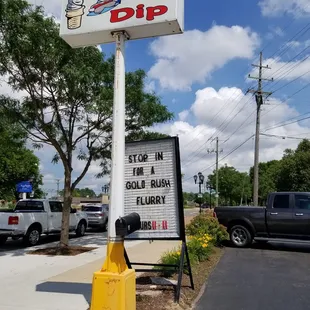 Dip
STOP IN
FOR A
GOLD RUSH
FLURRY